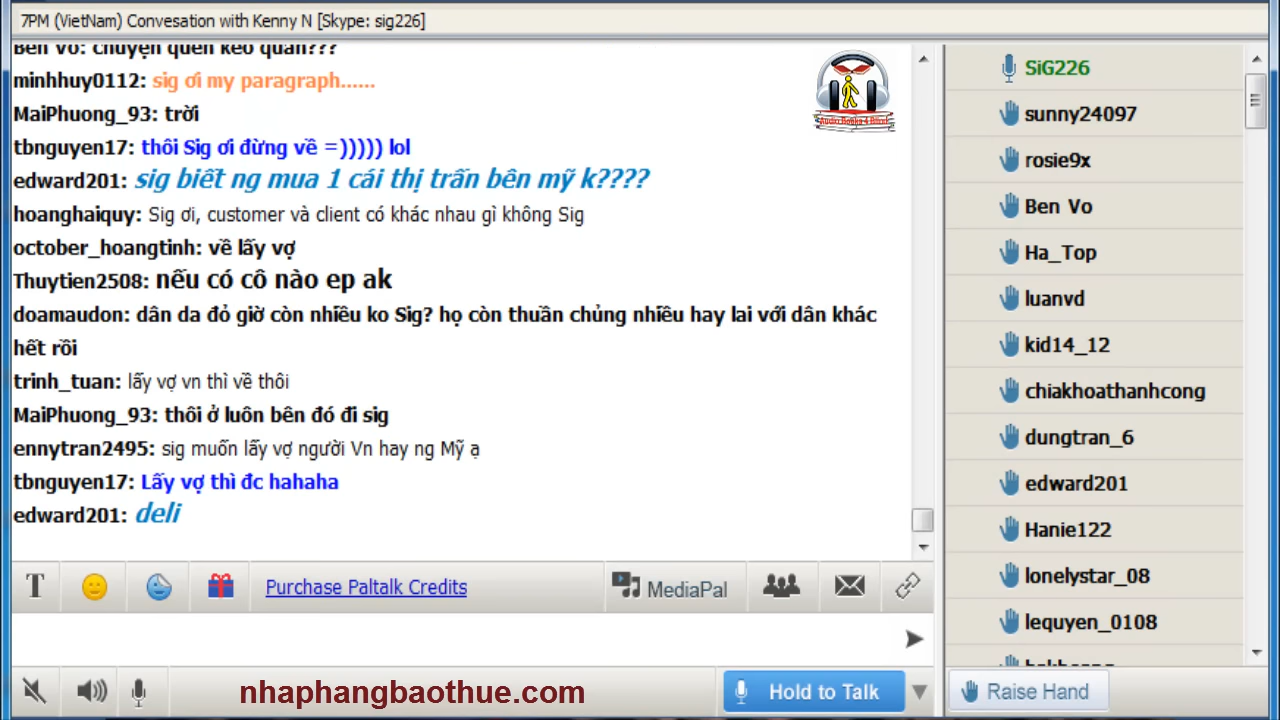 7PM (VietNam) Convesation with Kenny N [Skype: sig226]
Ben Vo: chuyện quen kéo quần???
minhhuy0112: sig ơi my paragraph......
MaiPhuong_93: trời
tbnguyen17: thôi Sig ơi đừng về =))))) lol
edward201: sig biết ng mua 1 cái thị trấn bên mỹ k????
hoanghaiquy: Sig ơi, customer và client có khác nhau gì không Sig
october_hoangtinh: về lấy vợ
Thuytien2508: nếu có cô nào ep ak
doamaudon: dân da đỏ giờ còn nhiều ko Sig? họ còn thuần chủng nhiều hay lai với dân khác
hết rồi
trinh_tuan: lấy vợ vn thì về thôi
MaiPhuong_93: thôi ở luôn bên đó đi sig
ennytran2495: sig muốn lấy vợ người Vn hay ng Mỹ ạ
tbnguyen17: Lấy vợ thì đc hahaha
edward201: deli
Purchase Paltalk Credits
MediaPal
nhaphangbaothue.com
Hold to Talk
SiG226
sunny24097
rosie9x
Ben Vo
Ha_Top
luanvd
kid14_12
chiakhoathanhcong
dungtran_6
edward201
Hanie122
lonelystar_08
lequyen_0108
Raise Hand